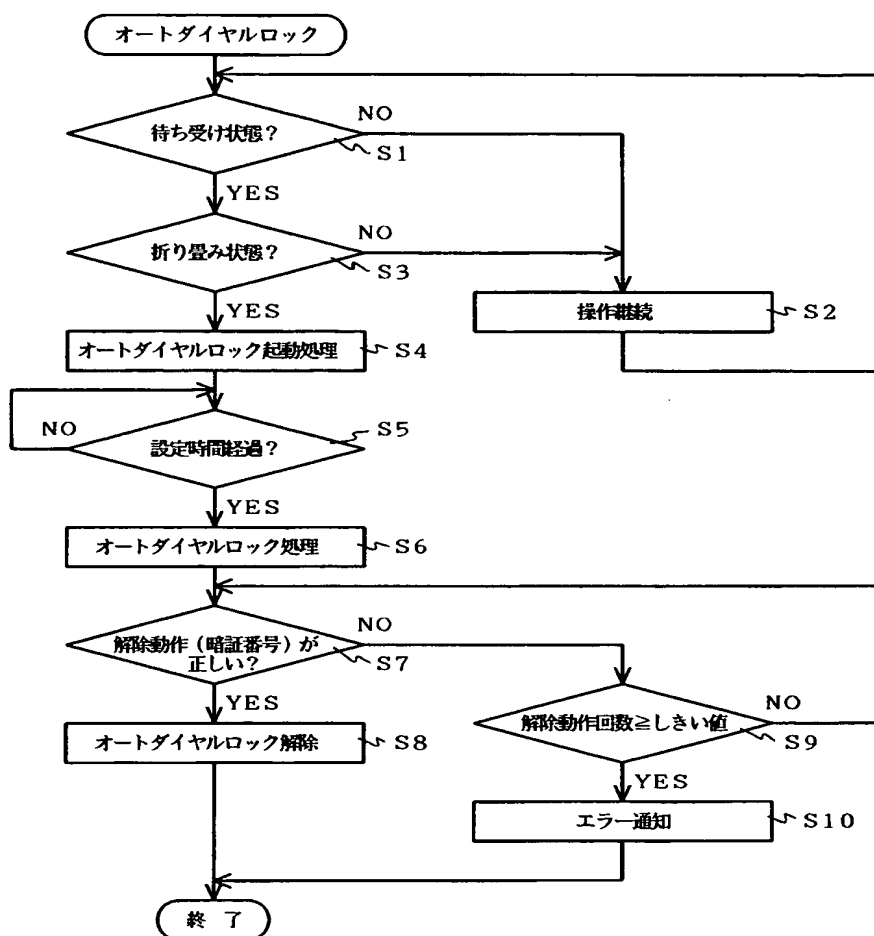 オートダイヤルロック
待ち受け状態？
NO
S1
YES
折り畳み状態？
NO
S3
操作継続
S2
YES
オートダイヤルロック起動処理
S4
NO
設定時間経過？
S5
YES
オートダイヤルロック処理
S6
解除動作（暗証番号）が
正しい？
NO
S7
YES
解除動作回数≧しきい値
NO
S9
オートダイヤルロック解除
S8
YES
エラー通知
S10
終 了